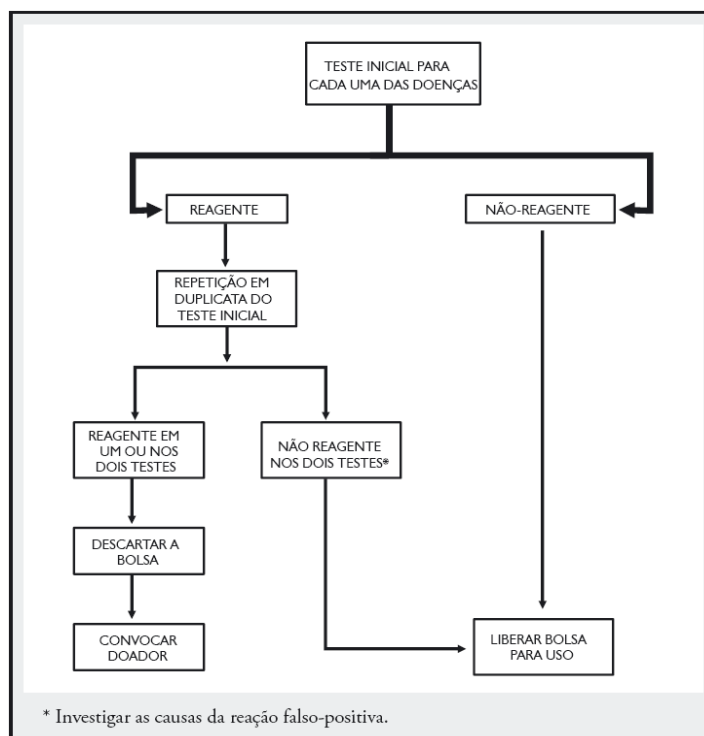 TESTE INICIAL PARA
CADA UMA DAS DOENÇAS
REAGENTE
NÃO-REAGENTE
REPETIÇÃO EM
DUPLICATA DO
TESTE INICIAL
REAGENTE EM
UM OU NOS
DOIS TESTES
NÃO REAGENTE
NOS DOIS TESTES*
DESCARTAR A
BOLSA
CONVOCAR
DOADOR
LIBERAR BOLSA
PARA USO
* Investigar as causas da reação falso-positiva.